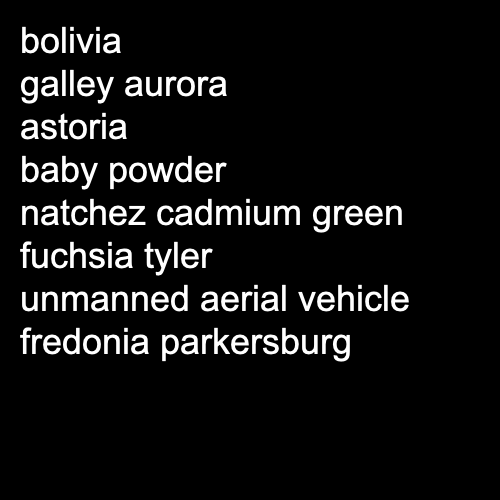 bolivia
galley aurora
astoria
baby powder
natchez cadmium green
fuchsia tyler
unmanned aerial vehicle
fredonia parkersburg